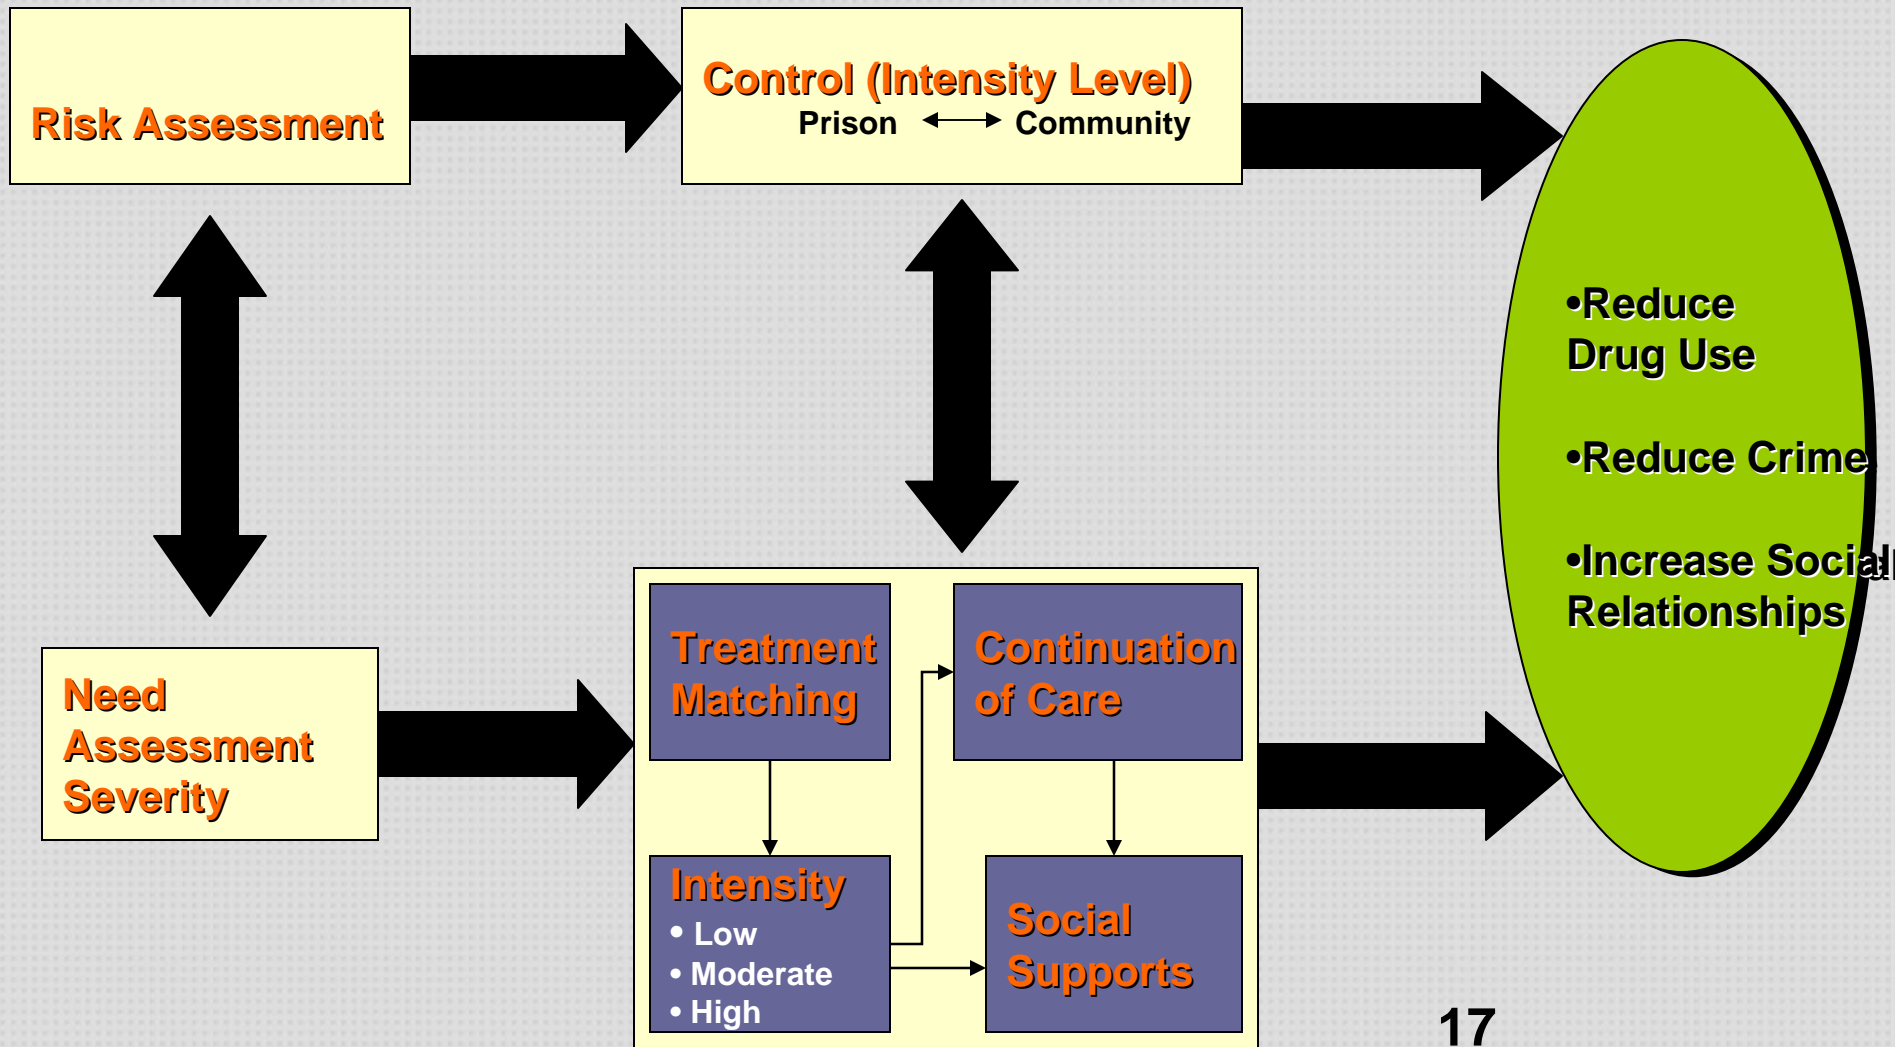 Risk Assessment
Control (Intensity Level)
Prison Community
•Reduce
Drug Use
•Reduce Crime
•Increase Social
Relationships
Need
Assessment
Severity
Treatment
Matching
Continuation
of Care
Intensity
• Low
• Moderate
• High
Social
Supports
17